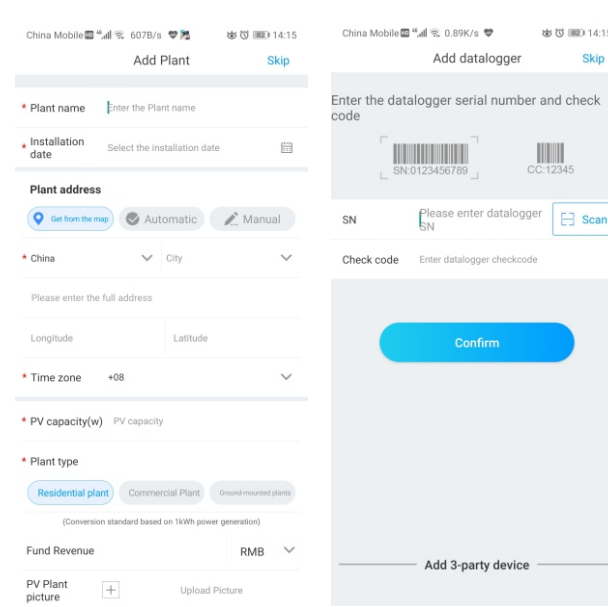 China Mobile HD 4G 607B/s 14:15
Add Plant Skip
* Plant name Enter the Plant name
* Installation
date
Select the installation date
Plant address
Get from the map Automatic Manual
* China City
Please enter the full address
Longitude Latitude
* Time zone +08
* PV capacity(w) PV capacity
* Plant type
Residential plant Commercial Plant Ground-mounted plants
(Conversion standard based on 1kWh power generation)
Fund Revenue RMB
PV Plant
picture
Upload Picture
China Mobile HD 0.89K/s 14:15
Add datalogger Skip
Enter the datalogger serial number and check
code
SN:0123456789 CC:12345
SN
Please enter datalogger
SN
Scan
Check code Enter datalogger checkcode
Confirm
Add 3-party device